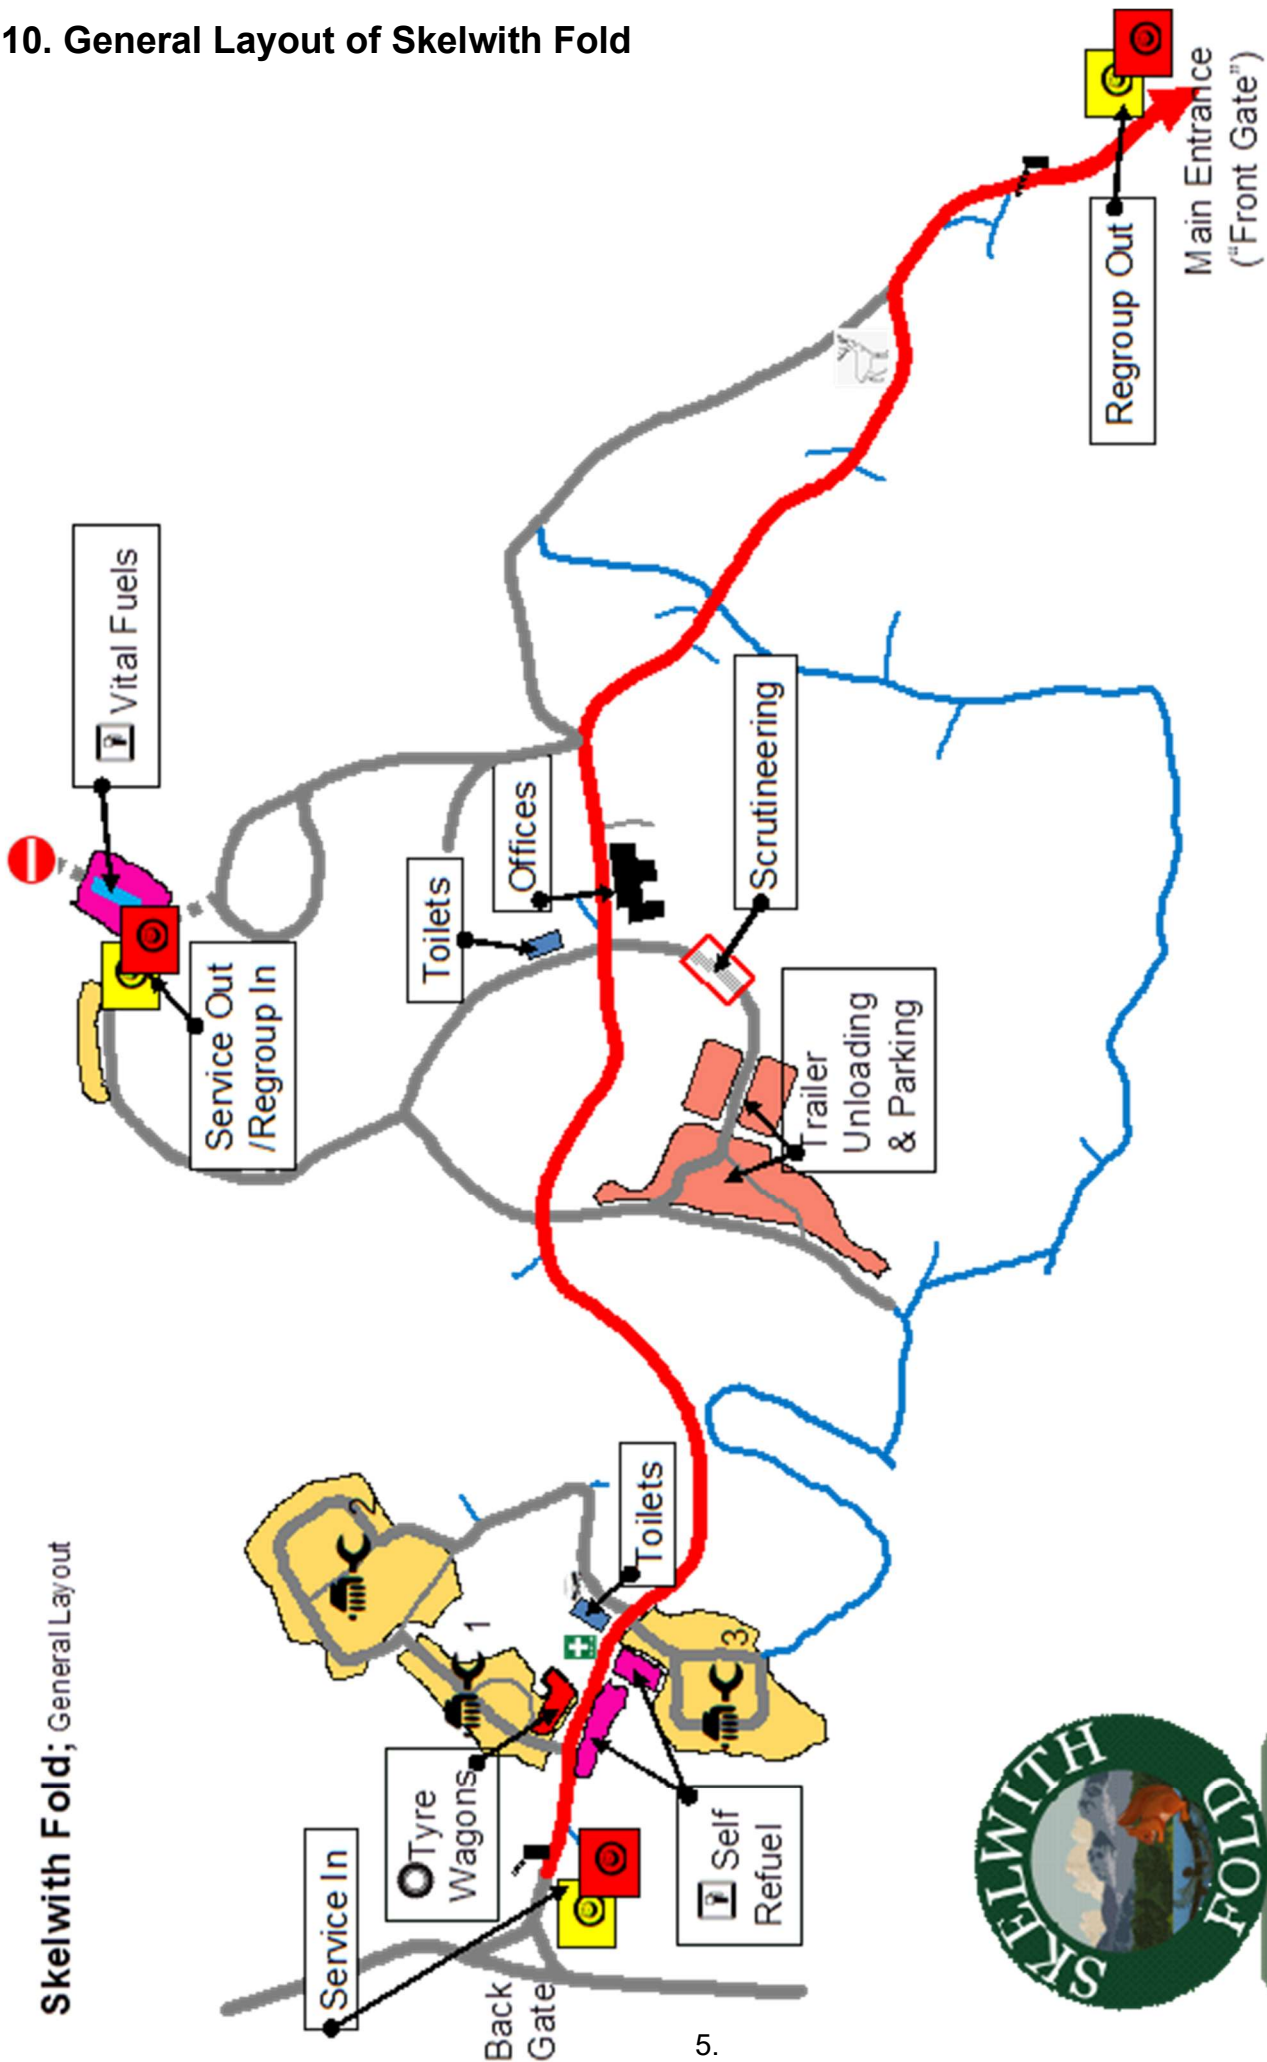 10. General Layout of Skelwith Fold
Skelwith Fold; General Layout
Main Entrance
("Front Gate")
Regroup Out
Vital Fuels
Service Out
/Regroup In
Toilets
Offices
Scrutineering
Trailer
Unloading
& Parking
2
1
3
Toilets
Tyre
Wagons
Self
Refuel
Service In
Back
Gate
SKELWITH
FOLD
5.